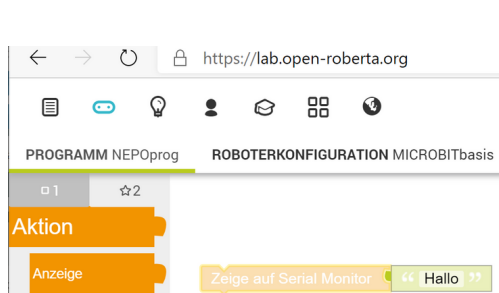 https://lab.open-roberta.org
PROGRAMM NEPOprog ROBOTERKONFIGURATION MICROBITbasis
1 2
Aktion
Anzeige
Zeige auf Serial Monitor “ Hallo ”